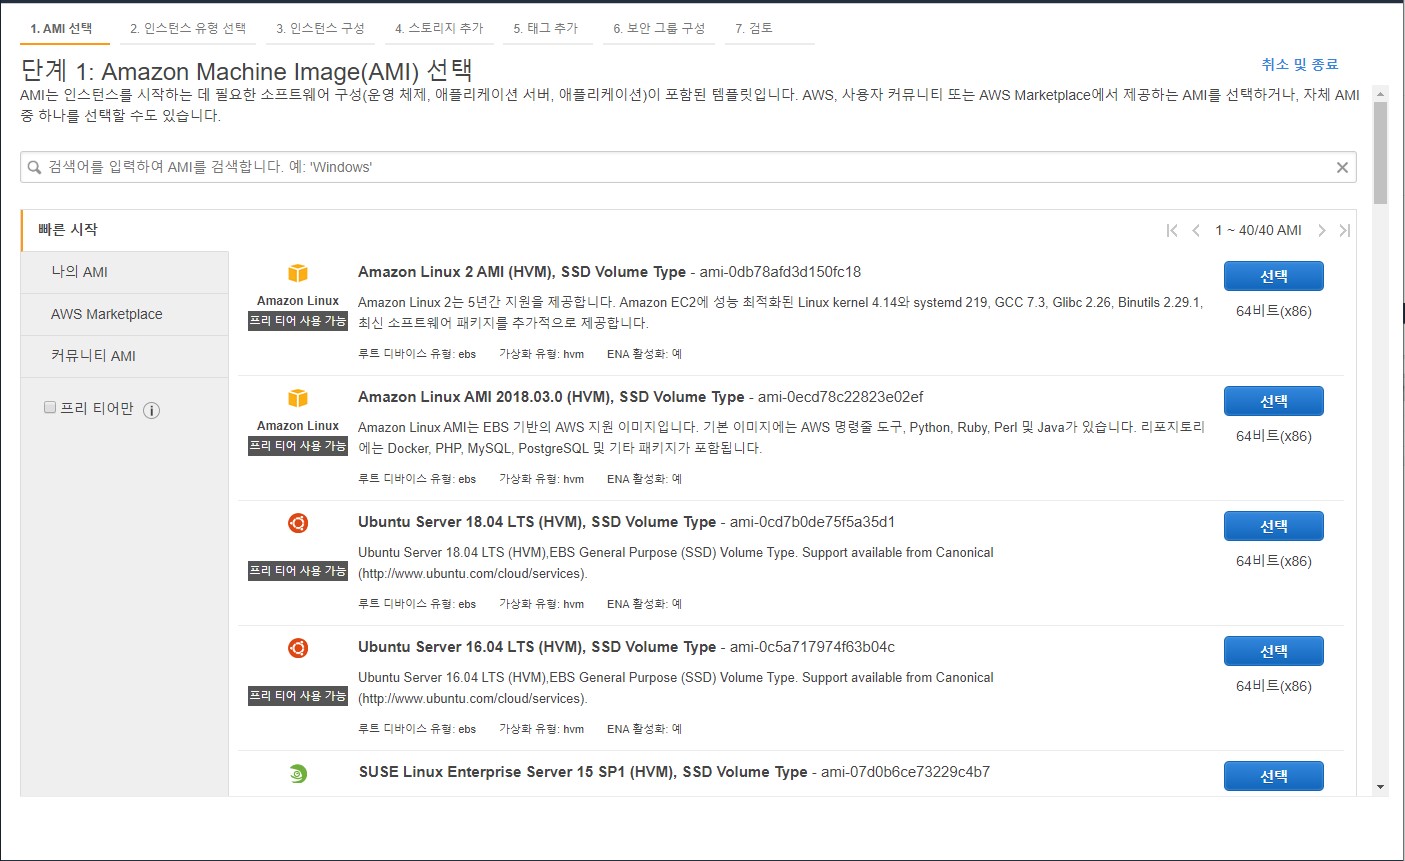 1. AMI 선택
2. 인스턴스 유형 선택
3. 인스턴스 구성
4. 스토리지 추가
5. 태그 추가
6. 보안 그룹 구성
7. 검토
단계 1: Amazon Machine Image(AMI) 선택
취소 및 종료
AMI는 인스턴스를 시작하는 데 필요한 소프트웨어 구성(운영 체제, 애플리케이션 서버, 애플리케이션)이 포함된 템플릿입니다. AWS, 사용자 커뮤니티 또는 AWS Marketplace에서 제공하는 AMI를 선택하거나, 자체 AMI
중 하나를 선택할 수도 있습니다.
검색어를 입력하여 AMI를 검색합니다. 예: 'Windows'
빠른 시작
1 ~ 40/40 AMI
나의 AMI
AWS Marketplace
커뮤니티 AMI
프리 티어만
Amazon Linux
프리 티어 사용 가능
Amazon Linux 2 AMI (HVM), SSD Volume Type - ami-0db78afd3d150fc18
Amazon Linux 2는 5년간 지원을 제공합니다. Amazon EC2에 성능 최적화된 Linux kernel 4.14와 systemd 219, GCC 7.3, Glibc 2.26, Binutils 2.29.1,
최신 소프트웨어 패키지를 추가적으로 제공합니다.
루트 디바이스 유형: ebs 가상화 유형: hvm ENA 활성화: 예
선택
64비트(x86)
Amazon Linux
프리 티어 사용 가능
Amazon Linux AMI 2018.03.0 (HVM), SSD Volume Type - ami-0ecd78c22823e02ef
Amazon Linux AMI는 EBS 기반의 AWS 지원 이미지입니다. 기본 이미지에는 AWS 명령줄 도구, Python, Ruby, Perl 및 Java가 있습니다. 리포지토리
에는 Docker, PHP, MySQL, PostgreSQL 및 기타 패키지가 포함됩니다.
루트 디바이스 유형: ebs 가상화 유형: hvm ENA 활성화: 예
선택
64비트(x86)
프리 티어 사용 가능
Ubuntu Server 18.04 LTS (HVM), SSD Volume Type - ami-0cd7b0de75f5a35d1
Ubuntu Server 18.04 LTS (HVM),EBS General Purpose (SSD) Volume Type. Support available from Canonical
(http://www.ubuntu.com/cloud/services).
루트 디바이스 유형: ebs 가상화 유형: hvm ENA 활성화: 예
선택
64비트(x86)
프리 티어 사용 가능
Ubuntu Server 16.04 LTS (HVM), SSD Volume Type - ami-0c5a717974f63b04c
Ubuntu Server 16.04 LTS (HVM),EBS General Purpose (SSD) Volume Type. Support available from Canonical
(http://www.ubuntu.com/cloud/services).
루트 디바이스 유형: ebs 가상화 유형: hvm ENA 활성화: 예
선택
64비트(x86)
SUSE Linux Enterprise Server 15 SP1 (HVM), SSD Volume Type - ami-07d0b6ce73229c4b7
선택